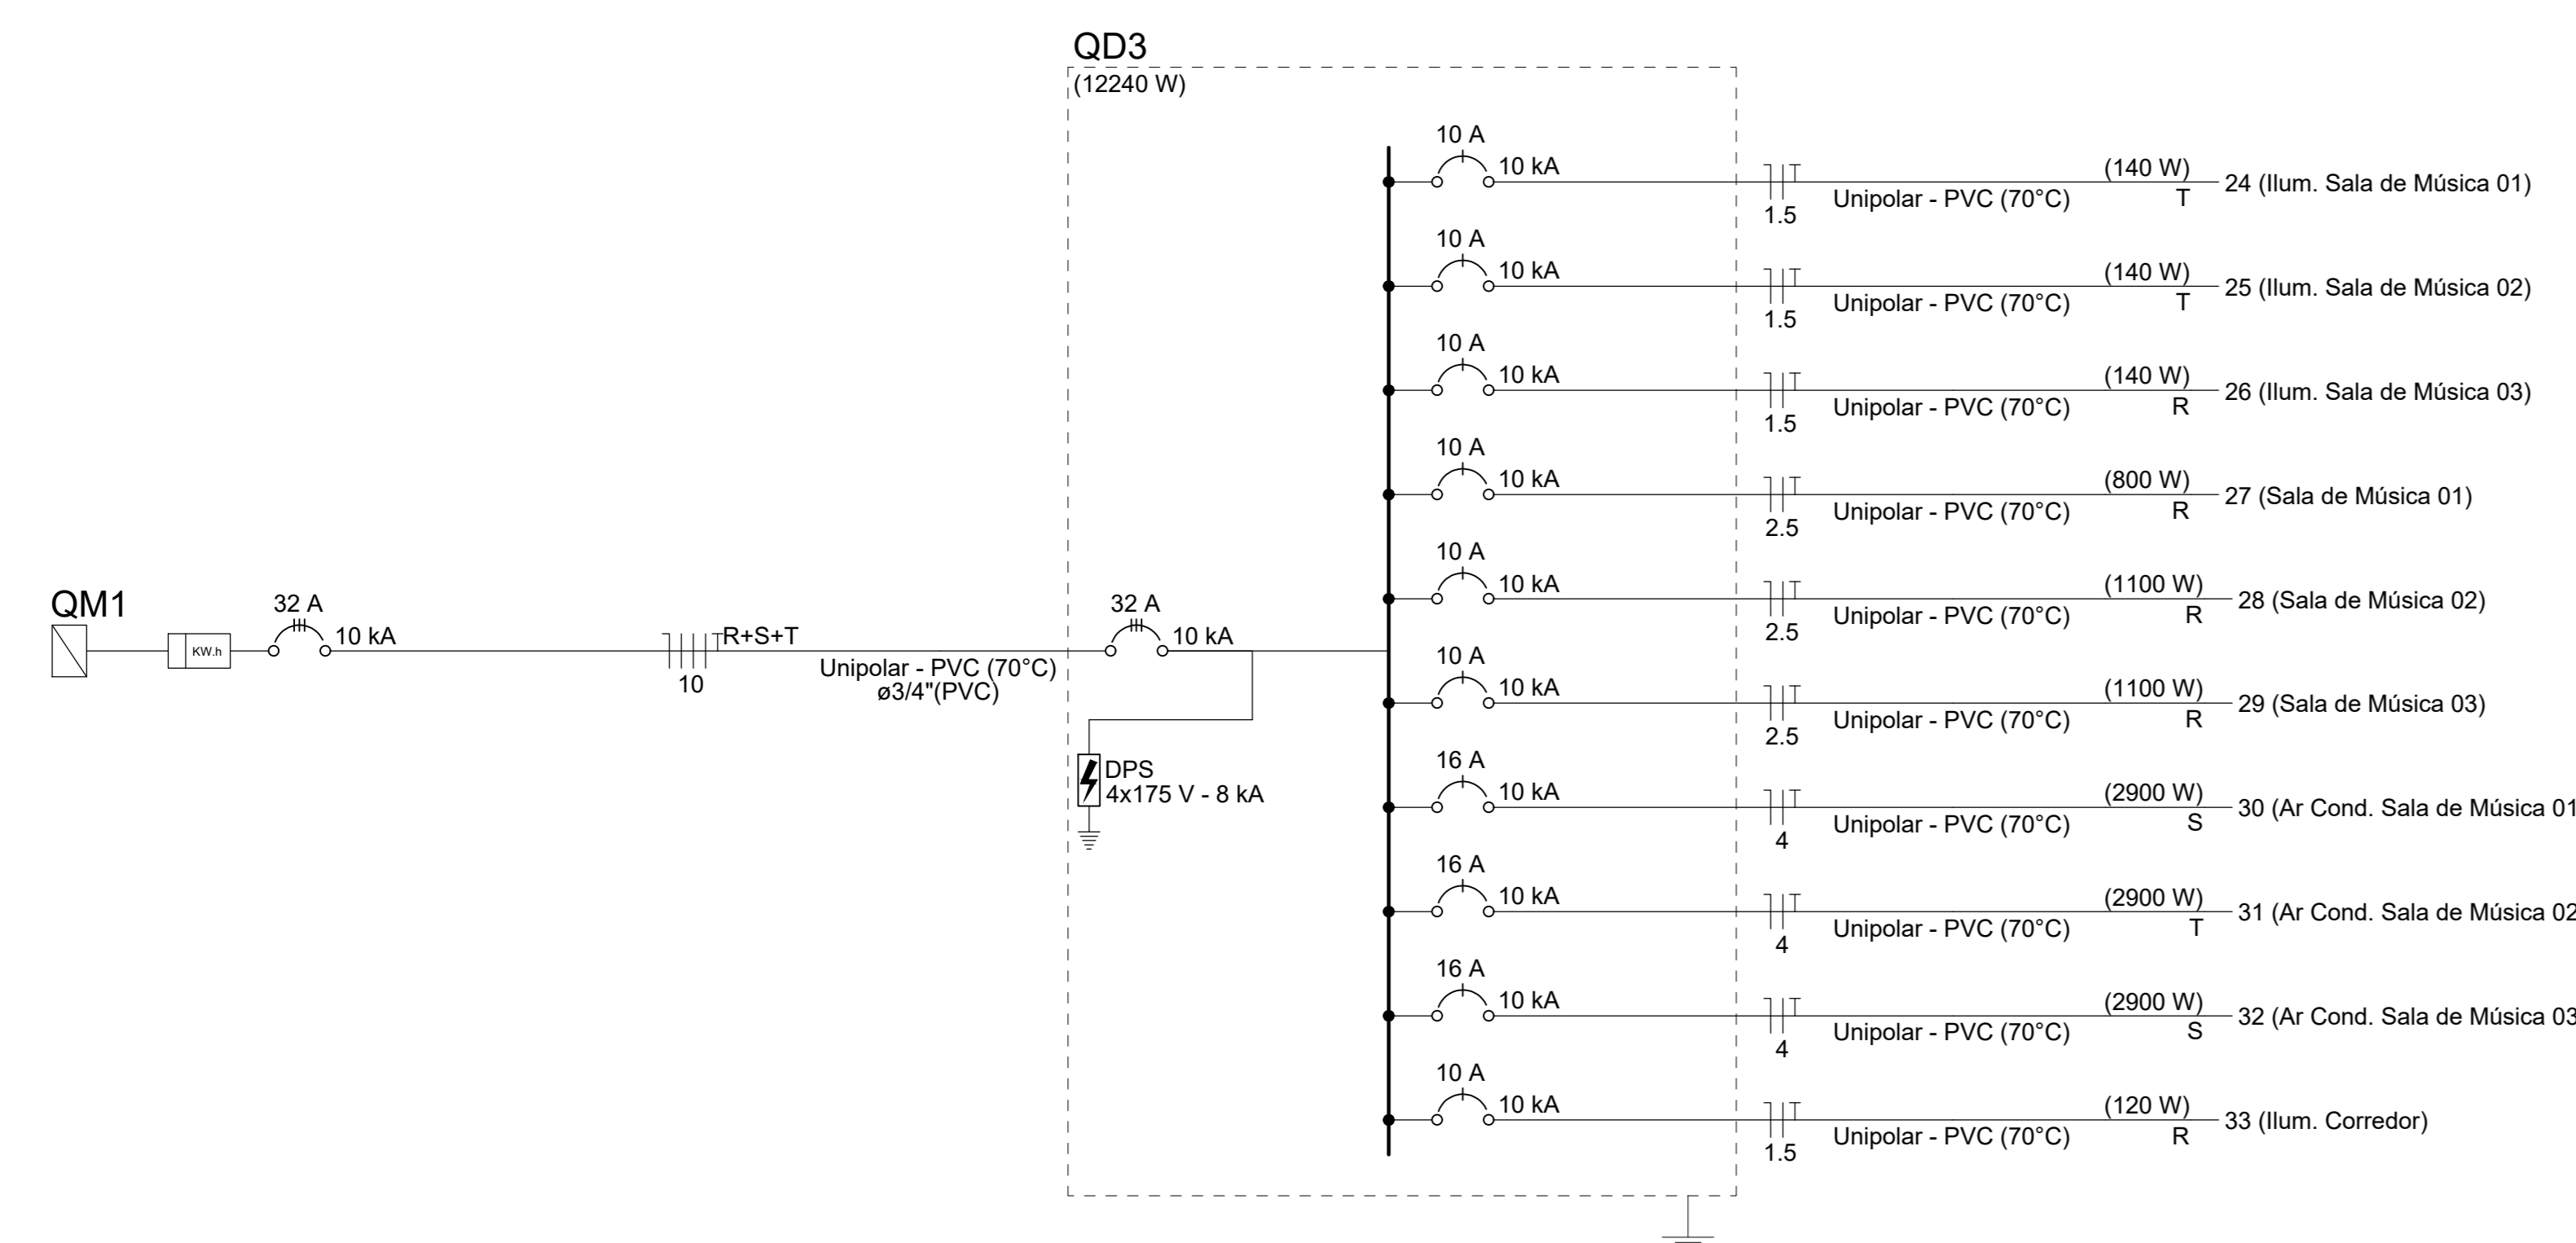 QD3
(12240 W)
10 A
10 kA
1.5
Unipolar - PVC (70°C)
(140 W)
T
24 (Ilum. Sala de Música 01)
10 A
10 kA
1.5
Unipolar - PVC (70°C)
(140 W)
T
25 (Ilum. Sala de Música 02)
10 A
10 kA
1.5
Unipolar - PVC (70°C)
(140 W)
R
26 (Ilum. Sala de Música 03)
10 A
10 kA
2.5
Unipolar - PVC (70°C)
(800 W)
R
27 (Sala de Música 01)
10 A
10 kA
2.5
Unipolar - PVC (70°C)
(1100 W)
R
28 (Sala de Música 02)
QM1
KW.h
32 A
10 kA
R+S+T
10
Unipolar - PVC (70°C)
ø3/4"(PVC)
32 A
10 kA
DPS
4x175 V - 8 kA
10 A
10 kA
2.5
Unipolar - PVC (70°C)
(1100 W)
R
29 (Sala de Música 03)
16 A
10 kA
4
Unipolar - PVC (70°C)
(2900 W)
S
30 (Ar Cond. Sala de Música 01
16 A
10 kA
4
Unipolar - PVC (70°C)
(2900 W)
T
31 (Ar Cond. Sala de Música 02
16 A
10 kA
4
Unipolar - PVC (70°C)
(2900 W)
S
32 (Ar Cond. Sala de Música 03
10 A
10 kA
1.5
Unipolar - PVC (70°C)
(120 W)
R
33 (Ilum. Corredor)